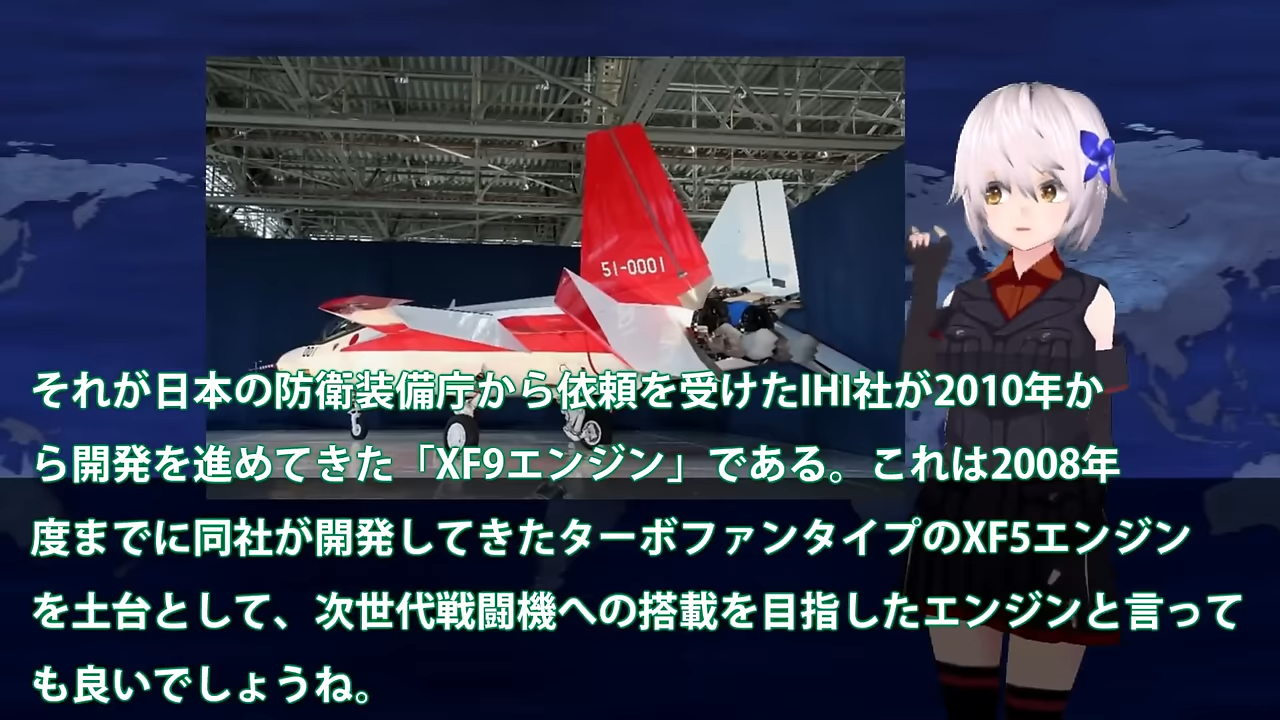 51-0001
001
それが日本の防衛装備庁から依頼を受けたIHI社が2010年か
ら開発を進めてきた「XF9エンジン」である。これは2008年
度までに同社が開発してきたターボファンタイプのXF5エンジン
を土台として、次世代戦闘機への搭載を目指したエンジンと言って
も良いでしょうね。